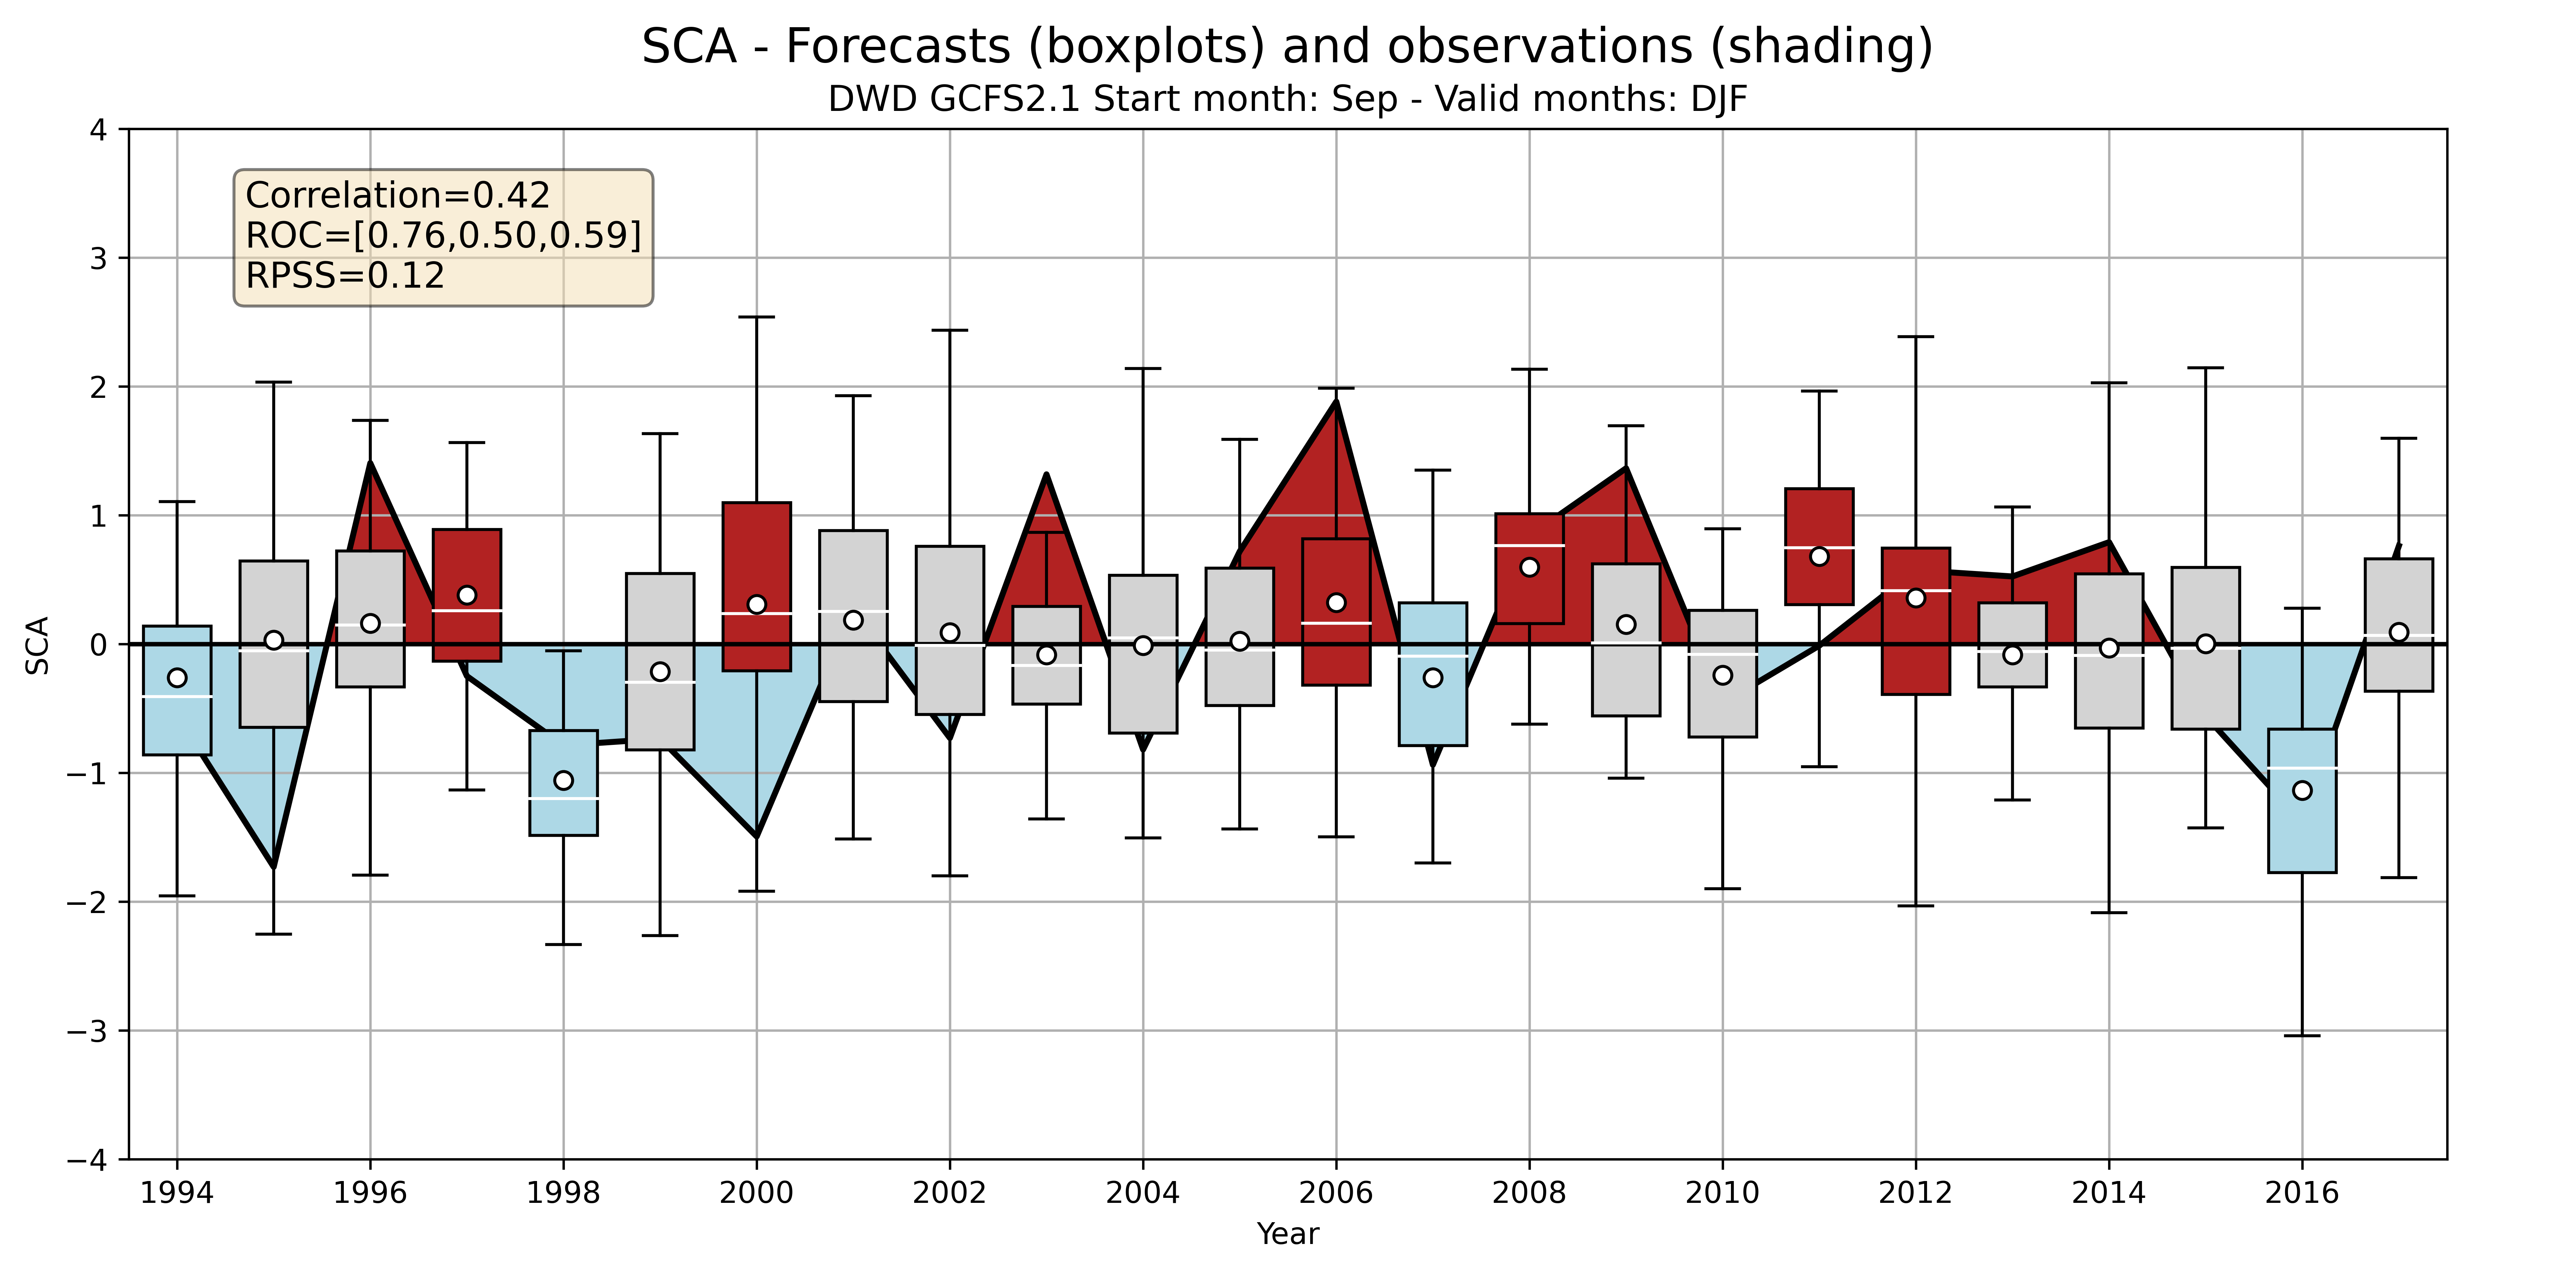 SCA - Forecasts (boxplots) and observations (shading)
DWD GCFS2.1 Start month: Sep - Valid months: DJF
Correlation=0.42
ROC=[0.76,0.50,0.59]
RPSS=0.12
SCA
4
3
2
1
0
−1
−2
−3
−4
1994 1996 1998 2000 2002 2004 2006 2008 2010 2012 2014 2016
Year